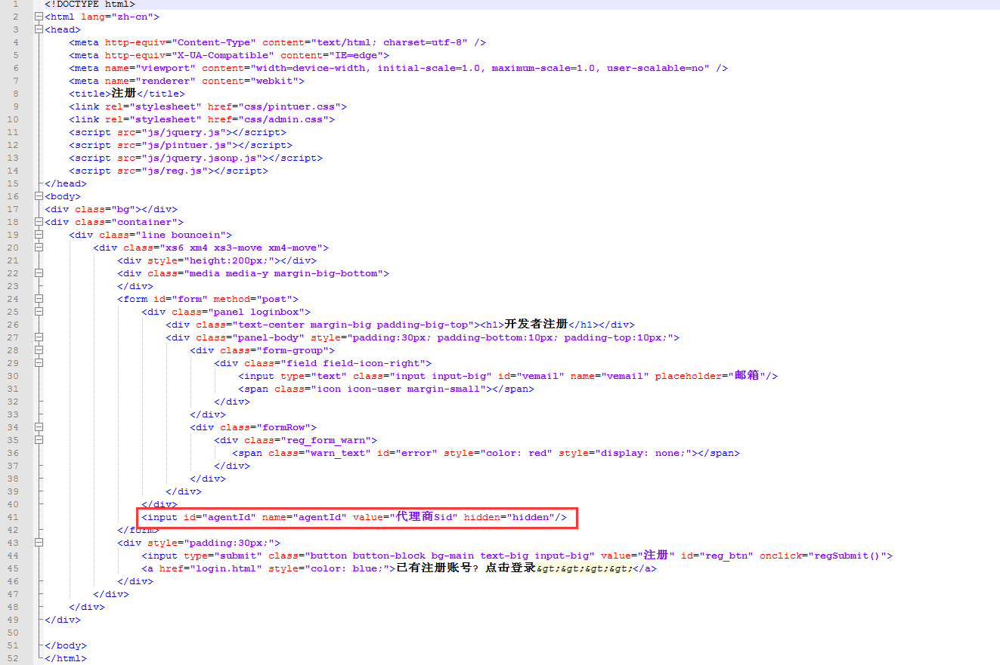 1 <!DOCTYPE html>
2 <html lang="zh-cn">
3 <head>
4 <meta http-equiv="Content-Type" content="text/html; charset=utf-8" />
5 <meta http-equiv="X-UA-Compatible" content="IE=edge">
6 <meta name="viewport" content="width=device-width, initial-scale=1.0, maximum-scale=1.0, user-scalable=no" />
7 <meta name="renderer" content="webkit">
8 <title>注册</title>
9 <link rel="stylesheet" href="css/pintuer.css">
10 <link rel="stylesheet" href="css/admin.css">
11 <script src="js/jquery.js"></script>
12 <script src="js/pintuer.js"></script>
13 <script src="js/jquery.jsonp.js"></script>
14 <script src="js/reg.js"></script>
15 </head>
16 <body>
17 <div class="bg"></div>
18 <div class="container">
19 <div class="line bouncein">
20 <div class="xs6 xm4 xs3-move xm4-move">
21 <div style="height:200px;"></div>
22 <div class="media media-y margin-big-bottom">
23 </div>
24 <form id="form" method="post">
25 <div class="panel loginbox">
26 <div class="text-center margin-big padding-big-top"><h1>开发者注册</h1></div>
27 <div class="panel-body" style="padding:30px; padding-bottom:10px; padding-top:10px;">
28 <div class="form-group">
29 <div class="field field-icon-right">
30 <input type="text" class="input input-big" id="vemail" name="vemail" placeholder="邮箱"/>
31 <span class="icon icon-user margin-small"></span>
32 </div>
33 </div>
34 <div class="formRow">
35 <div class="reg_form_warn">
36 <span class="warn_text" id="error" style="color: red" style="display: none;"></span>
37 </div>
38 </div>
39 </div>
40 </div>
41 <input id="agentId" name="agentId" value="代理商Sid" hidden="hidden"/>
42 </form>
43 <div style="padding:30px;">
44 <input type="submit" class="button button-block bg-main text-big input-big" value="注册" id="reg_btn" onclick="regSubmit()">
45 <a href="login.html" style="color: blue;">已有注册账号? 点击登录&gt;&gt;&gt;&gt;</a>
46 </div>
47 </div>
48 </div>
49 </div>
50
51 </body>
52 </html>